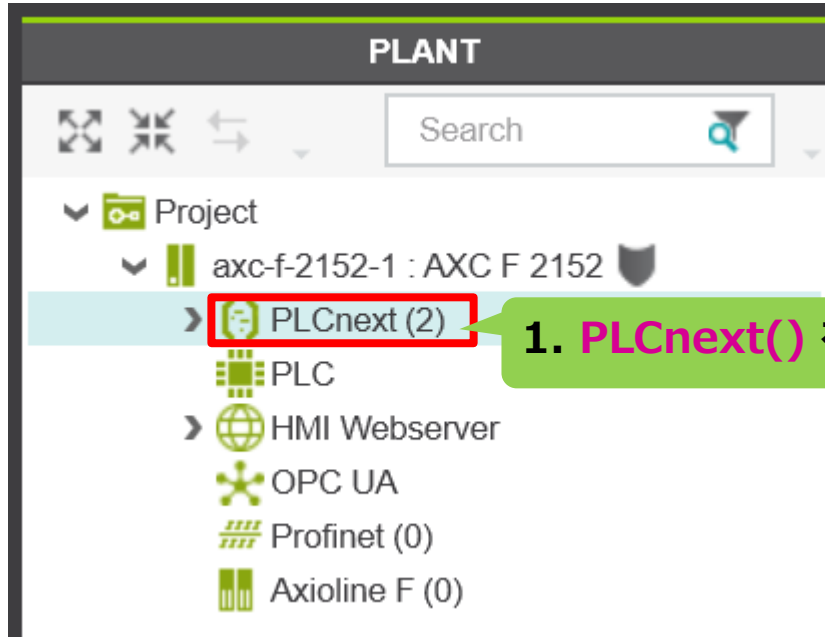 PLANT
Search
Project
axc-f-2152-1 : AXC F 2152
PLCnext (2)
1. PLCnext()
PLC
HMI Webserver
OPC UA
Profinet (0)
Axioline F (0)